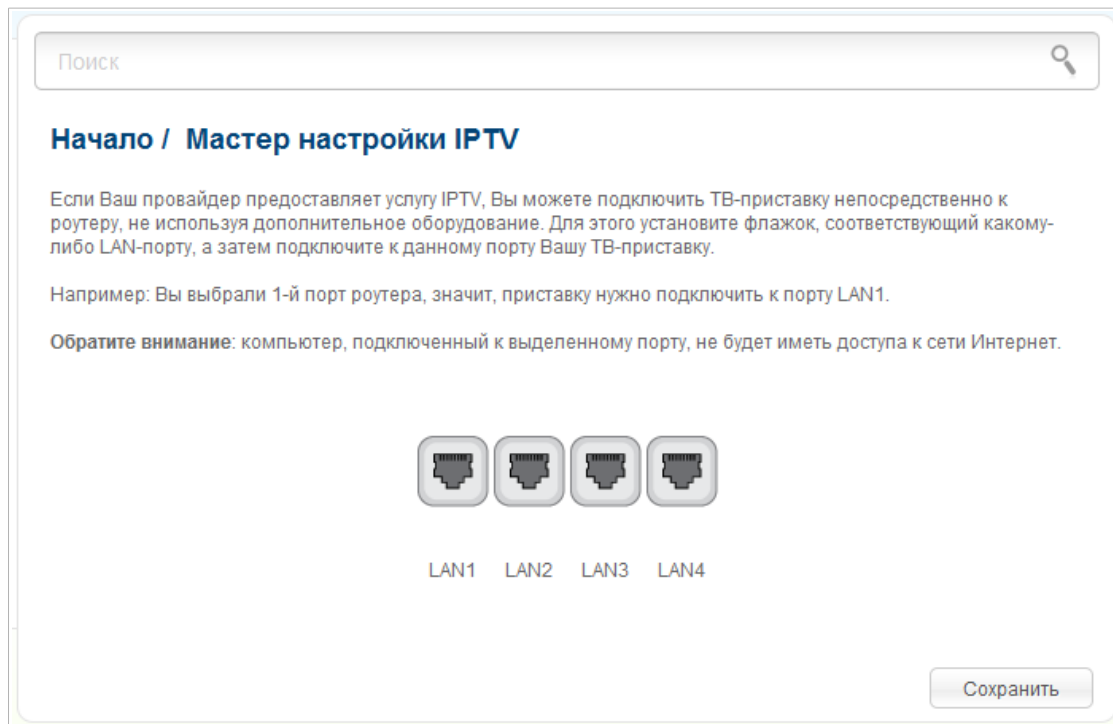 Поиск
Начало / Мастер настройки IPTV
Если Ваш провайдер предоставляет услугу IPTV, Вы можете подключить ТВ-приставку непосредственно к
роутеру, не используя дополнительное оборудование. Для этого установите флажок, соответствующий какому-
либо LAN-порту, а затем подключите к данному порту Вашу ТВ-приставку.
Например: Вы выбрали 1-й порт роутера, значит, приставку нужно подключить к порту LAN1.
Обратите внимание: компьютер, подключенный к выделенному порту, не будет иметь доступа к сети Интернет.
LAN1 LAN2 LAN3 LAN4
Сохранить